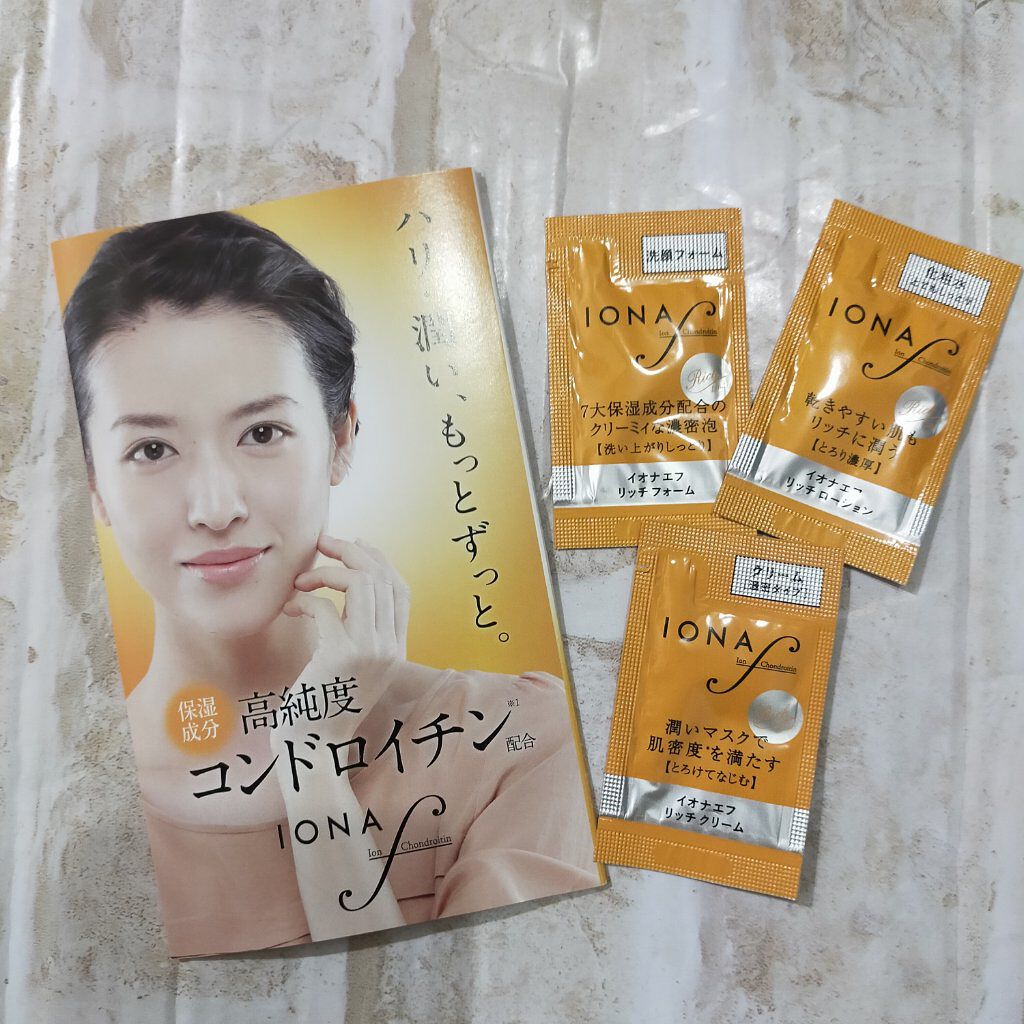 ハリ、潤い、もっとずっと。
保湿
成分
高純度
コンドロイチン※1
配合
IONA f
Ion Chondroitin
洗顔フォーム
IONA f
Ion Chondroitin
Rich
7大保湿成分配合の
クリーミィな濃密泡
【洗い上がりしっとり】
イオナエフ
リッチ フォーム
化粧水
IONA f
Ion Chondroitin
Rich
乾きやすい肌も
リッチに潤う
【とろり濃厚】
イオナエフ
リッチ ローション
クリーム
IONA f
Ion Chondroitin
潤いマスクで
肌密度*を満たす
【とろけてなじむ】
イオナエフ
リッチ クリーム